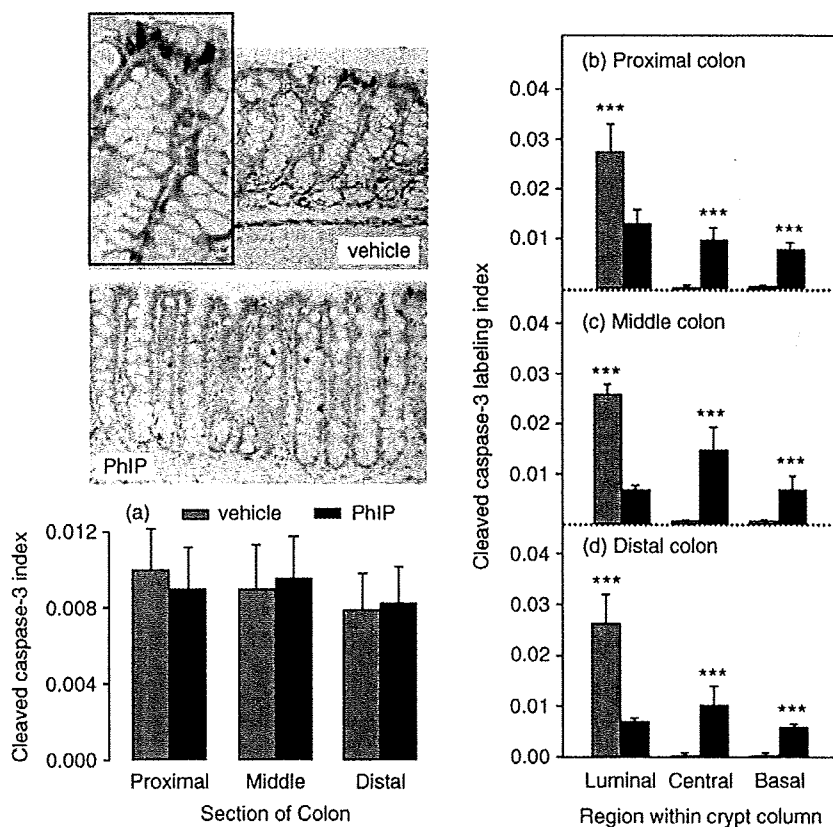 vehicle
PhIP
(a) vehicle PhIP
Cleaved caspase-3 index
0.012
0.008
0.004
0.000
Proximal Middle Distal
Section of Colon
Cleaved caspase-3 labeling index
(b) Proximal colon
0.04
0.03
0.02
0.01
***
***
***
(c) Middle colon
0.04
0.03
0.02
0.01
***
***
***
(d) Distal colon
0.04
0.03
0.02
0.01
0.00
***
***
***
Luminal Central Basal
Region within crypt column